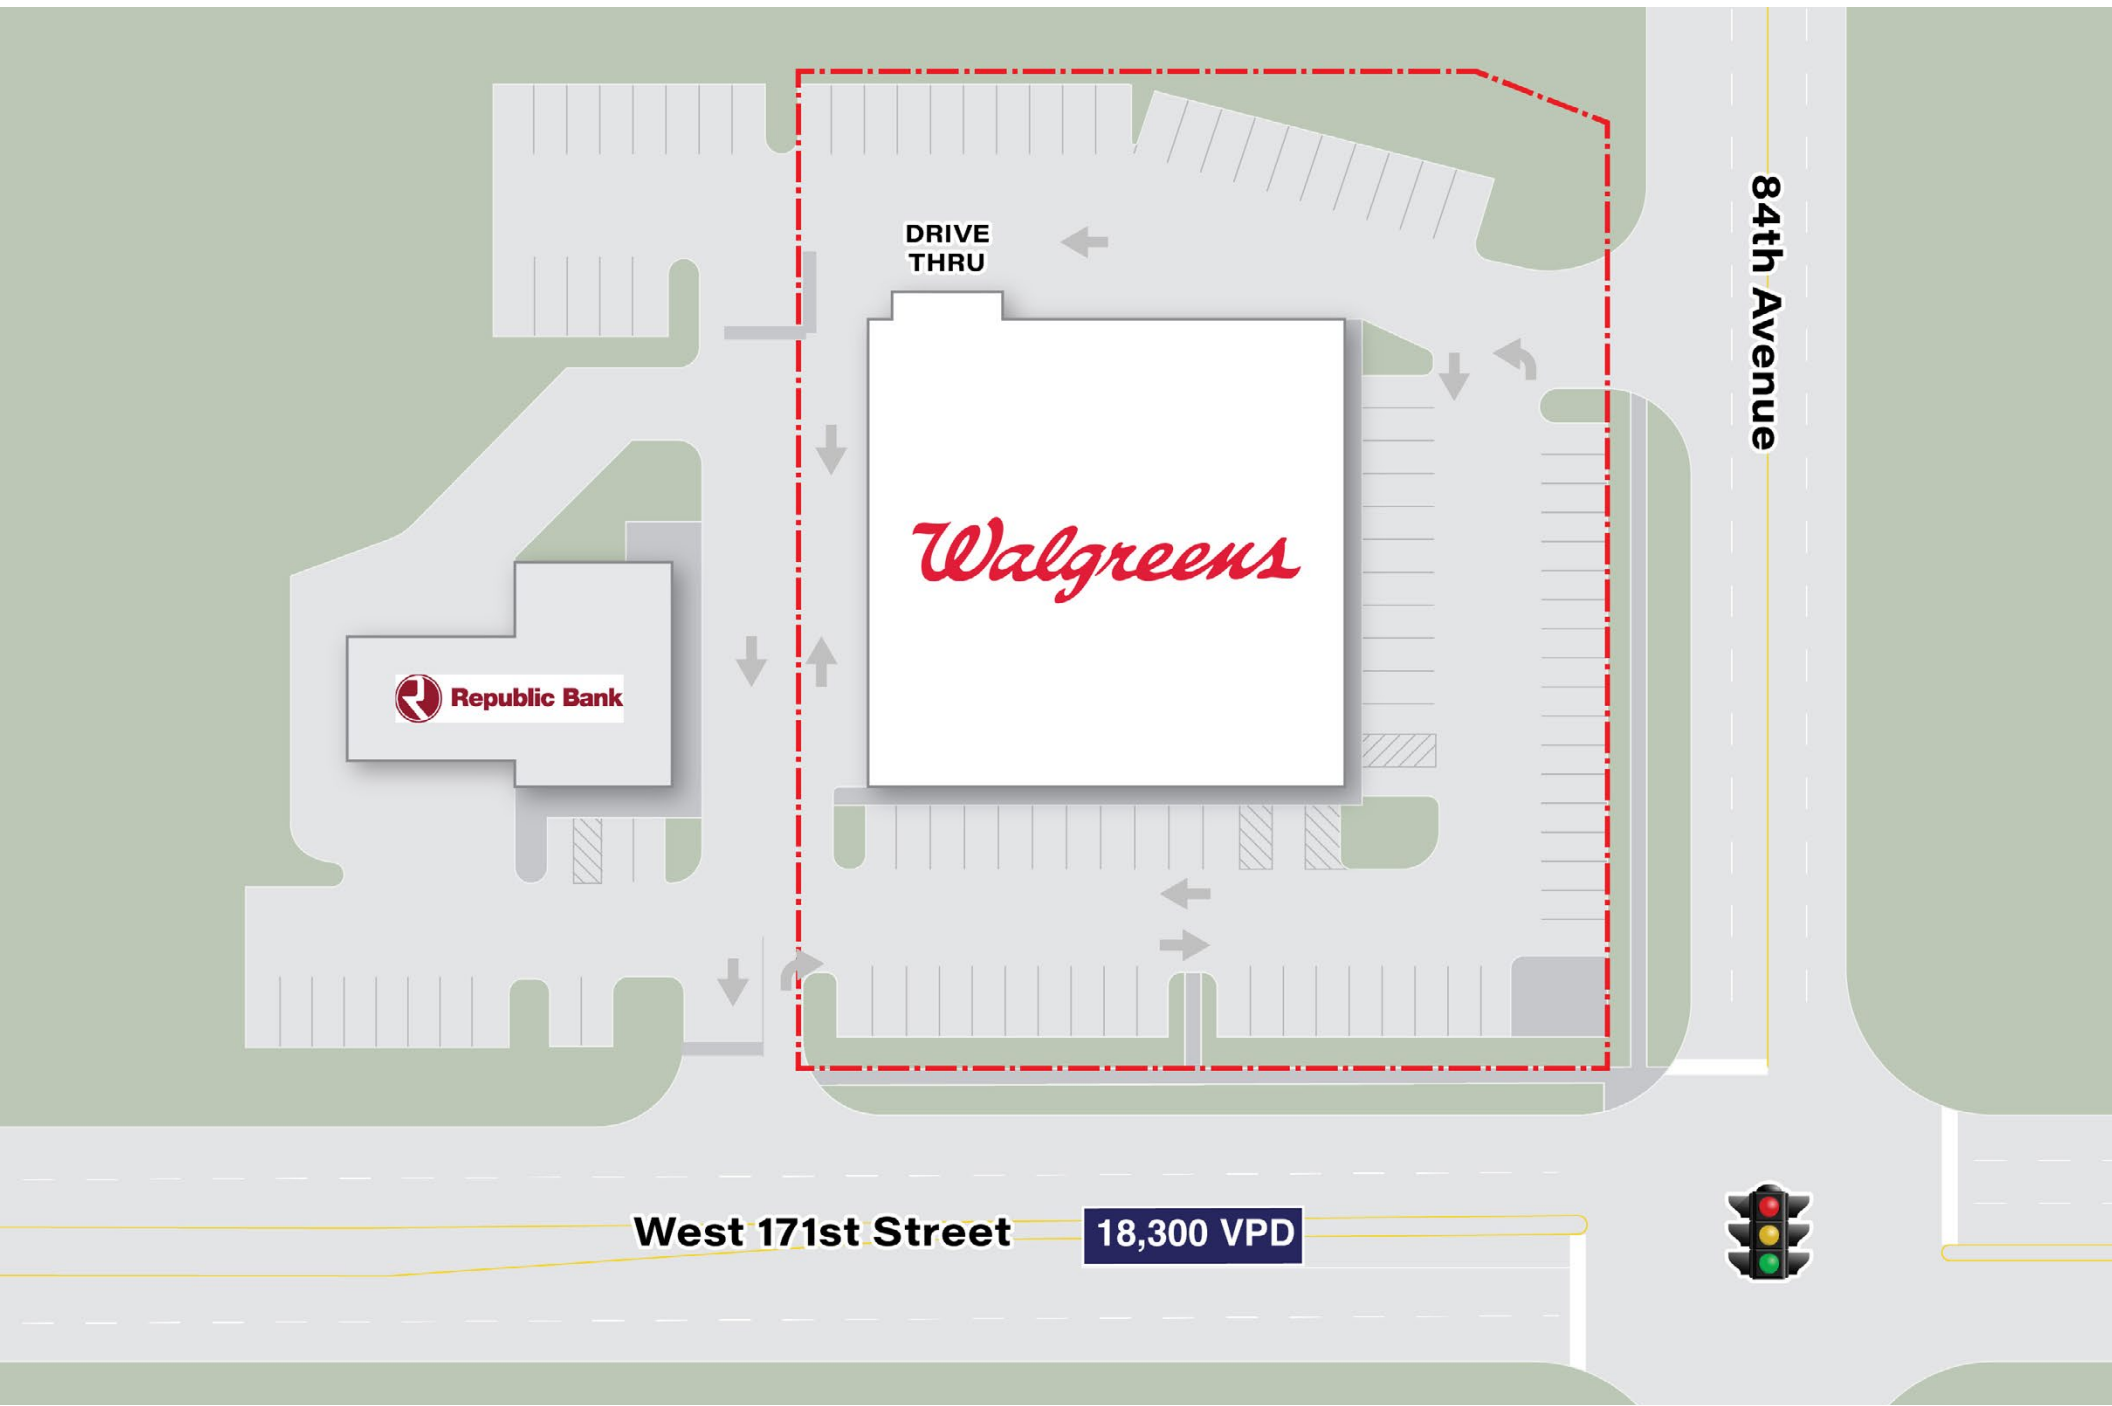 84th Avenue
DRIVE
THRU
Walgreens
Republic Bank
West 171st Street
18,300 VPD